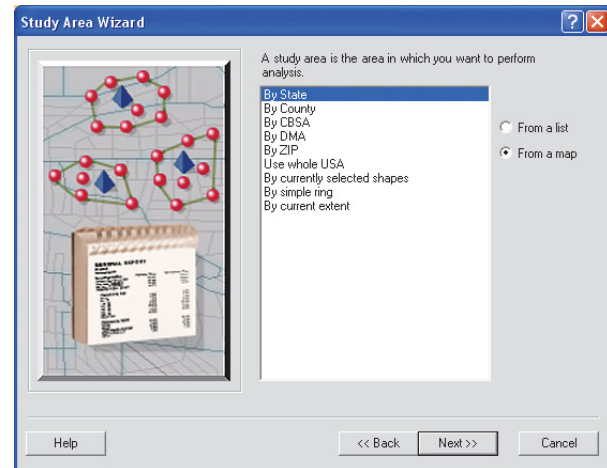 Study Area Wizard
A study area is the area in which you want to perform
analysis.
By State
By County
By CBSA
By DMA
By ZIP
Use whole USA
By currently selected shapes
By simple ring
By current extent
From a list
From a map
GENERAL REPORT
Help
<< Back
Next >>
Cancel